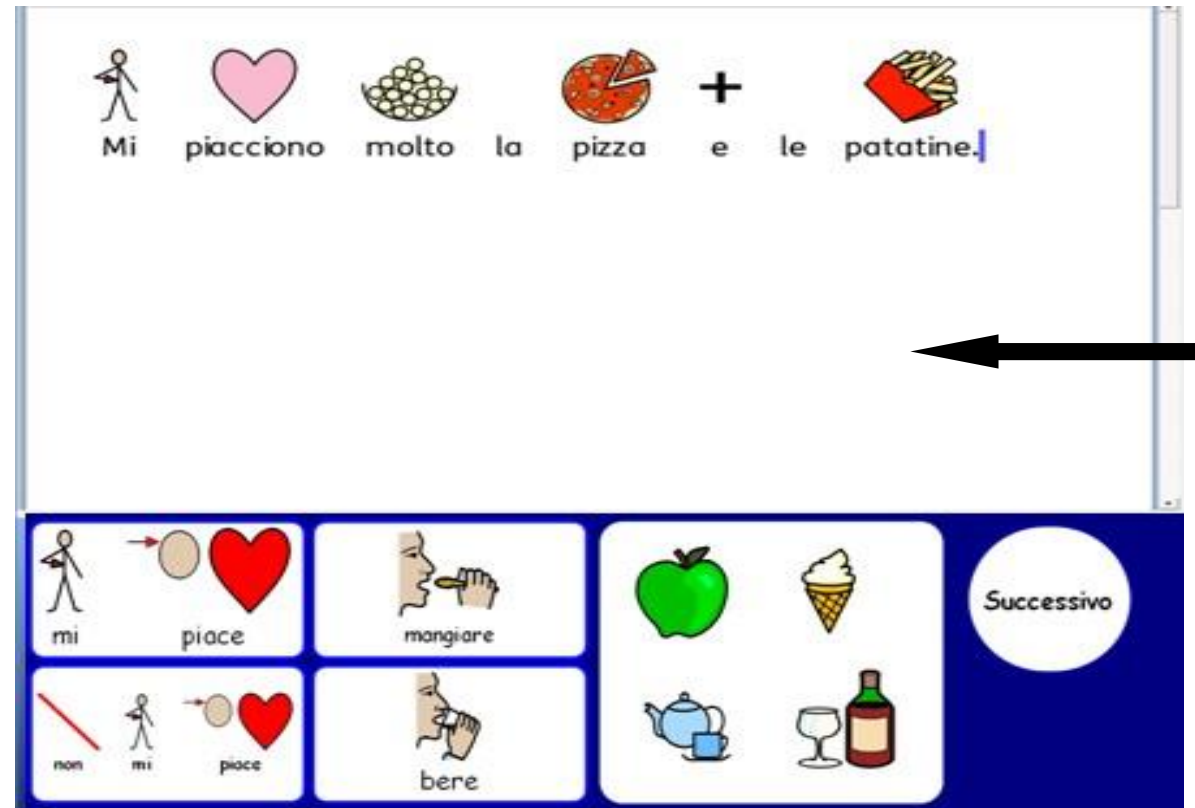 Mi piacciono molto la pizza e le patatine.
mi piace
mangiare
Successivo
non mi piace
bere